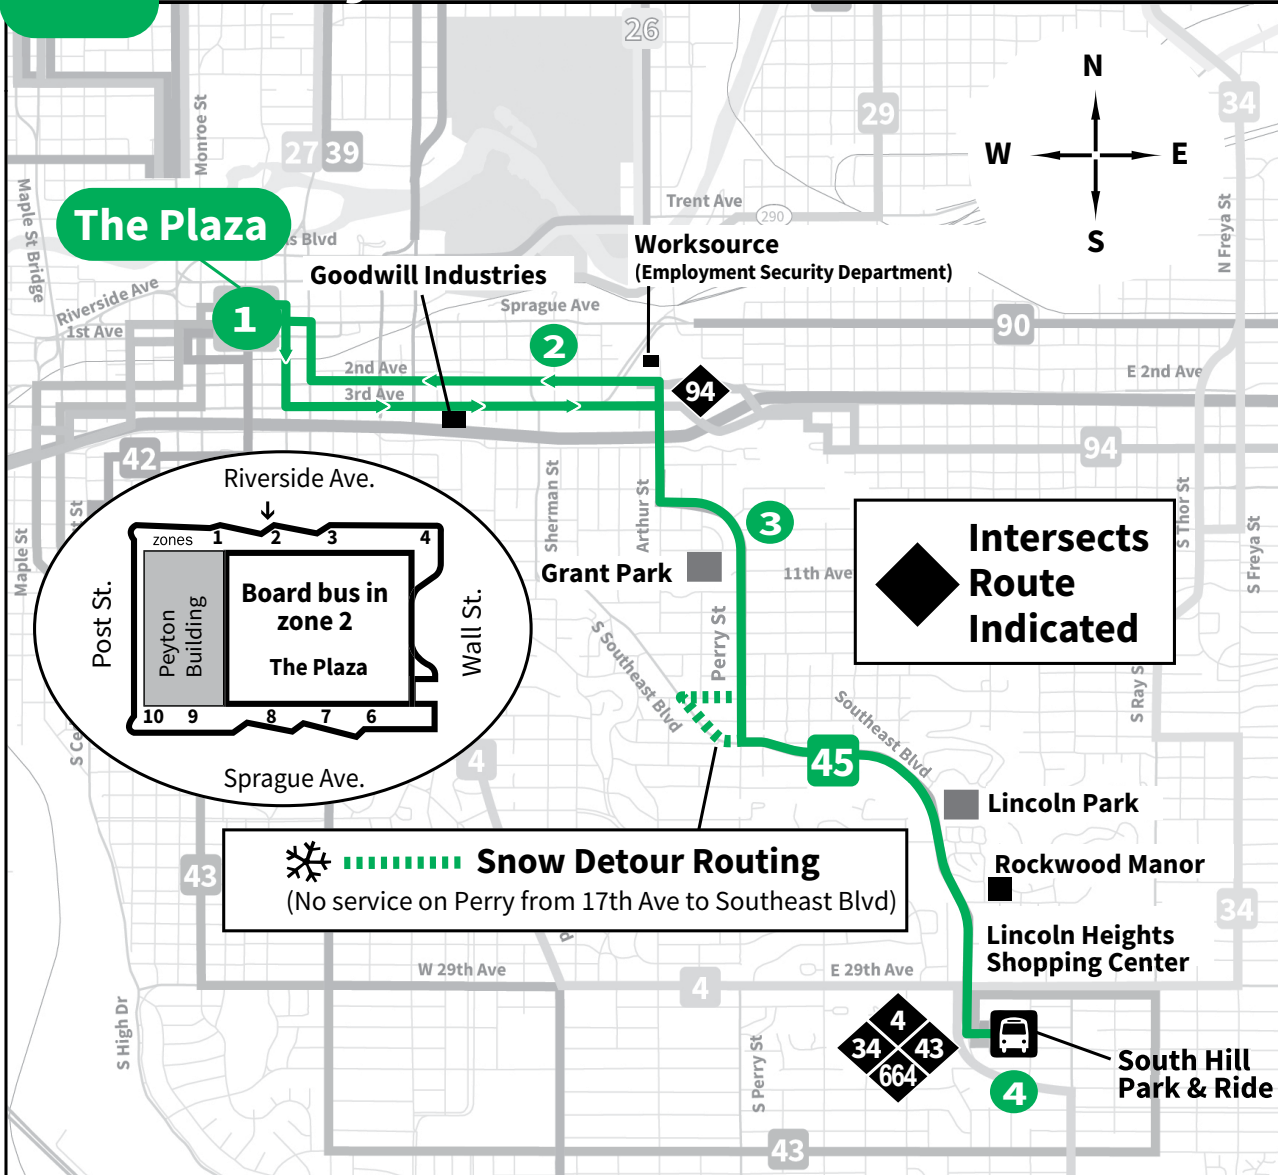 26
N
W
E
S
29
34
Monroe St
27
39
Maple St Bridge
Trent Ave
290
N Freya St
The Plaza
s Blvd
Worksource
(Employment Security Department)
Goodwill Industries
Riverside Ave
1st Ave
1
Sprague Ave
2
90
2nd Ave
3rd Ave
94
E 2nd Ave
42
94
Riverside Ave.
zones
1
2
3
4
Board bus in
zone 2
The Plaza
Peyton
Building
Post St.
Wall St.
10
9
8
7
6
Sprague Ave.
Maple St
Sherman St
Arthur St
3
Grant Park
11th Ave
S Thor St
S Freya St
Intersects
Route
Indicated
S Southeast Blvd
Perry St
S Ray S
Southeast Blvd
45
4
Lincoln Park
Snow Detour Routing
(No service on Perry from 17th Ave to Southeast Blvd)
Rockwood Manor
43
34
Lincoln Heights
Shopping Center
W 29th Ave
E 29th Ave
4
S High Dr
S Perry St
4
34
43
664
South Hill
Park & Ride
4
43